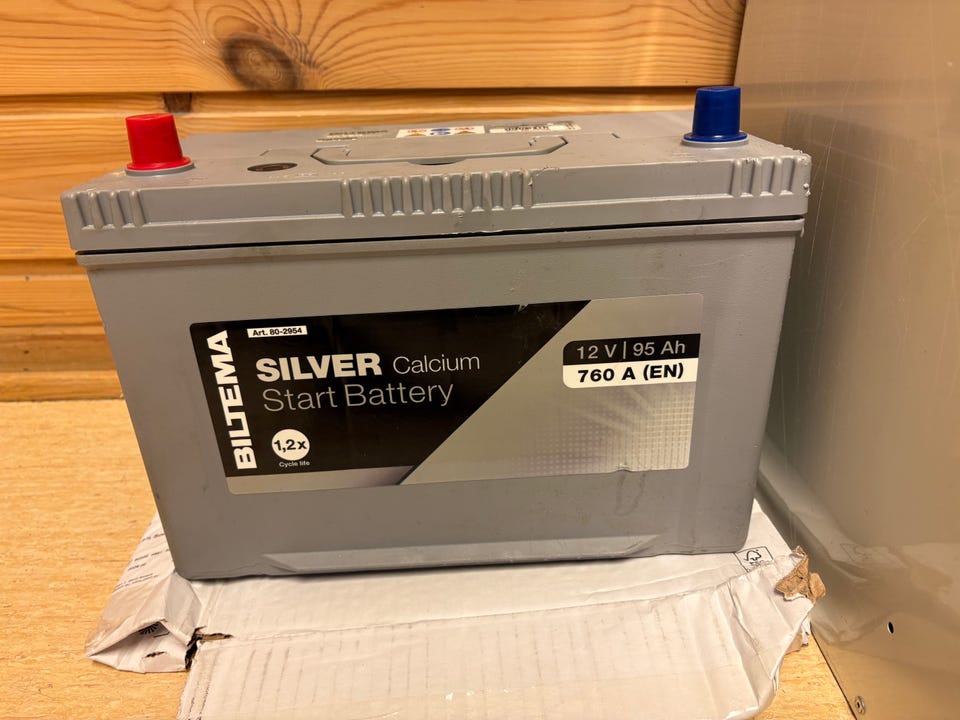 Art. 80-2954
BILTEMA
SILVER Calcium
Start Battery
1,2x
Cycle life
12 V | 95 Ah
760 A (EN)